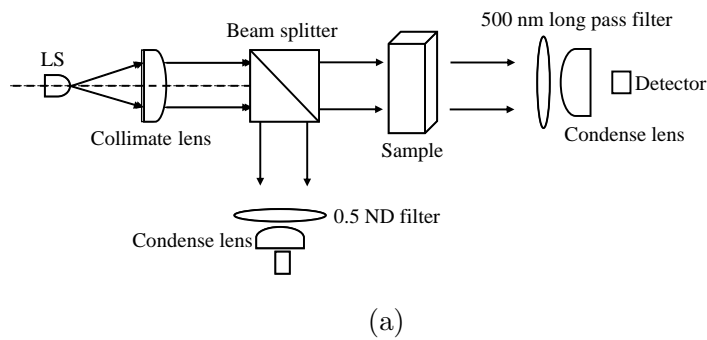 500 nm long pass filter
Beam splitter
LS
Detector
Collimate lens
Condense lens
Sample
0.5 ND filter
Condense lens
(a)